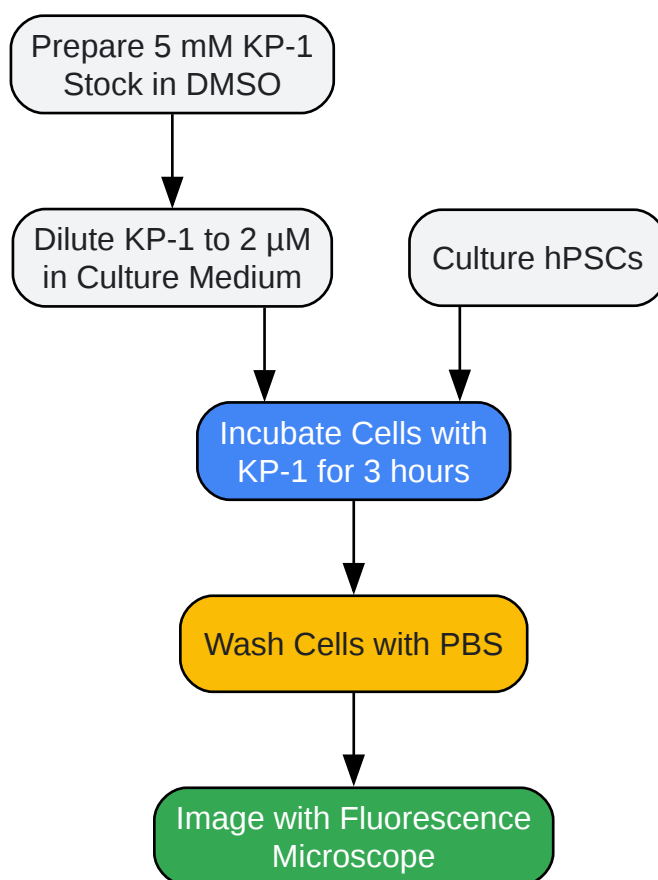 Prepare 5 mM KP-1
Stock in DMSO
Dilute KP-1 to 2 µM
in Culture Medium
Culture hPSCs
Incubate Cells with
KP-1 for 3 hours
Wash Cells with PBS
Image with Fluorescence
Microscope